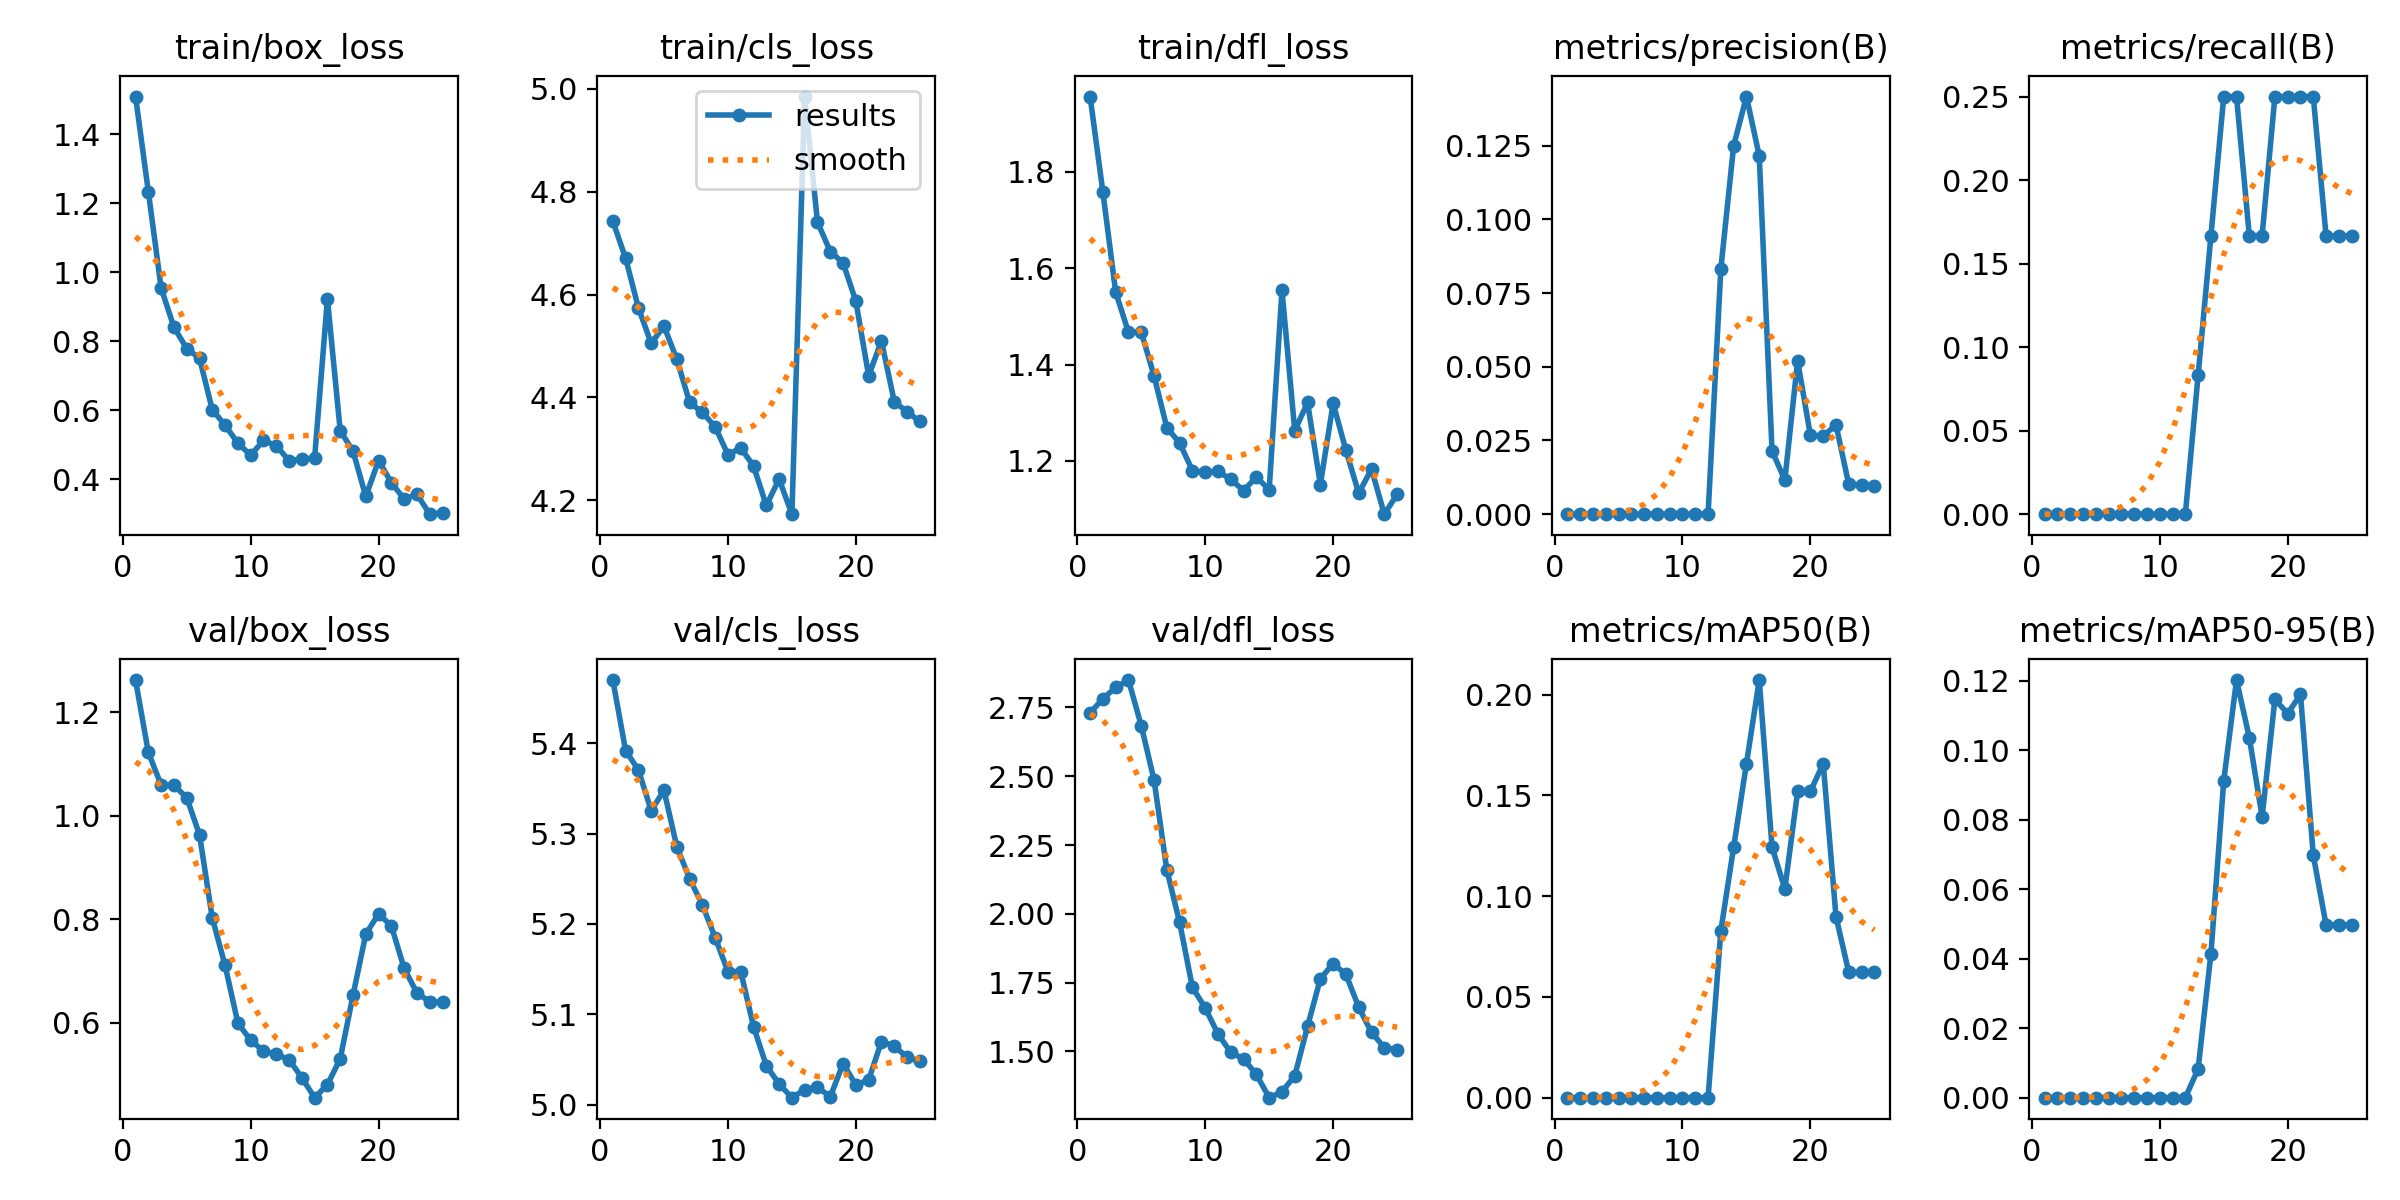 train/box_loss
1.4
1.2
1.0
0.8
0.6
0.4
0 10 20
train/cls_loss
results
smooth
5.0
4.8
4.6
4.4
4.2
0 10 20
train/dfl_loss
1.8
1.6
1.4
1.2
0 10 20
metrics/precision(B)
0.125
0.100
0.075
0.050
0.025
0.000
0 10 20
metrics/recall(B)
0.25
0.20
0.15
0.10
0.05
0.00
0 10 20
val/box_loss
1.2
1.0
0.8
0.6
0 10 20
val/cls_loss
5.4
5.3
5.2
5.1
5.0
0 10 20
val/dfl_loss
2.75
2.50
2.25
2.00
1.75
1.50
0 10 20
metrics/mAP50(B)
0.20
0.15
0.10
0.05
0.00
0 10 20
metrics/mAP50-95(B)
0.12
0.10
0.08
0.06
0.04
0.02
0.00
0 10 20